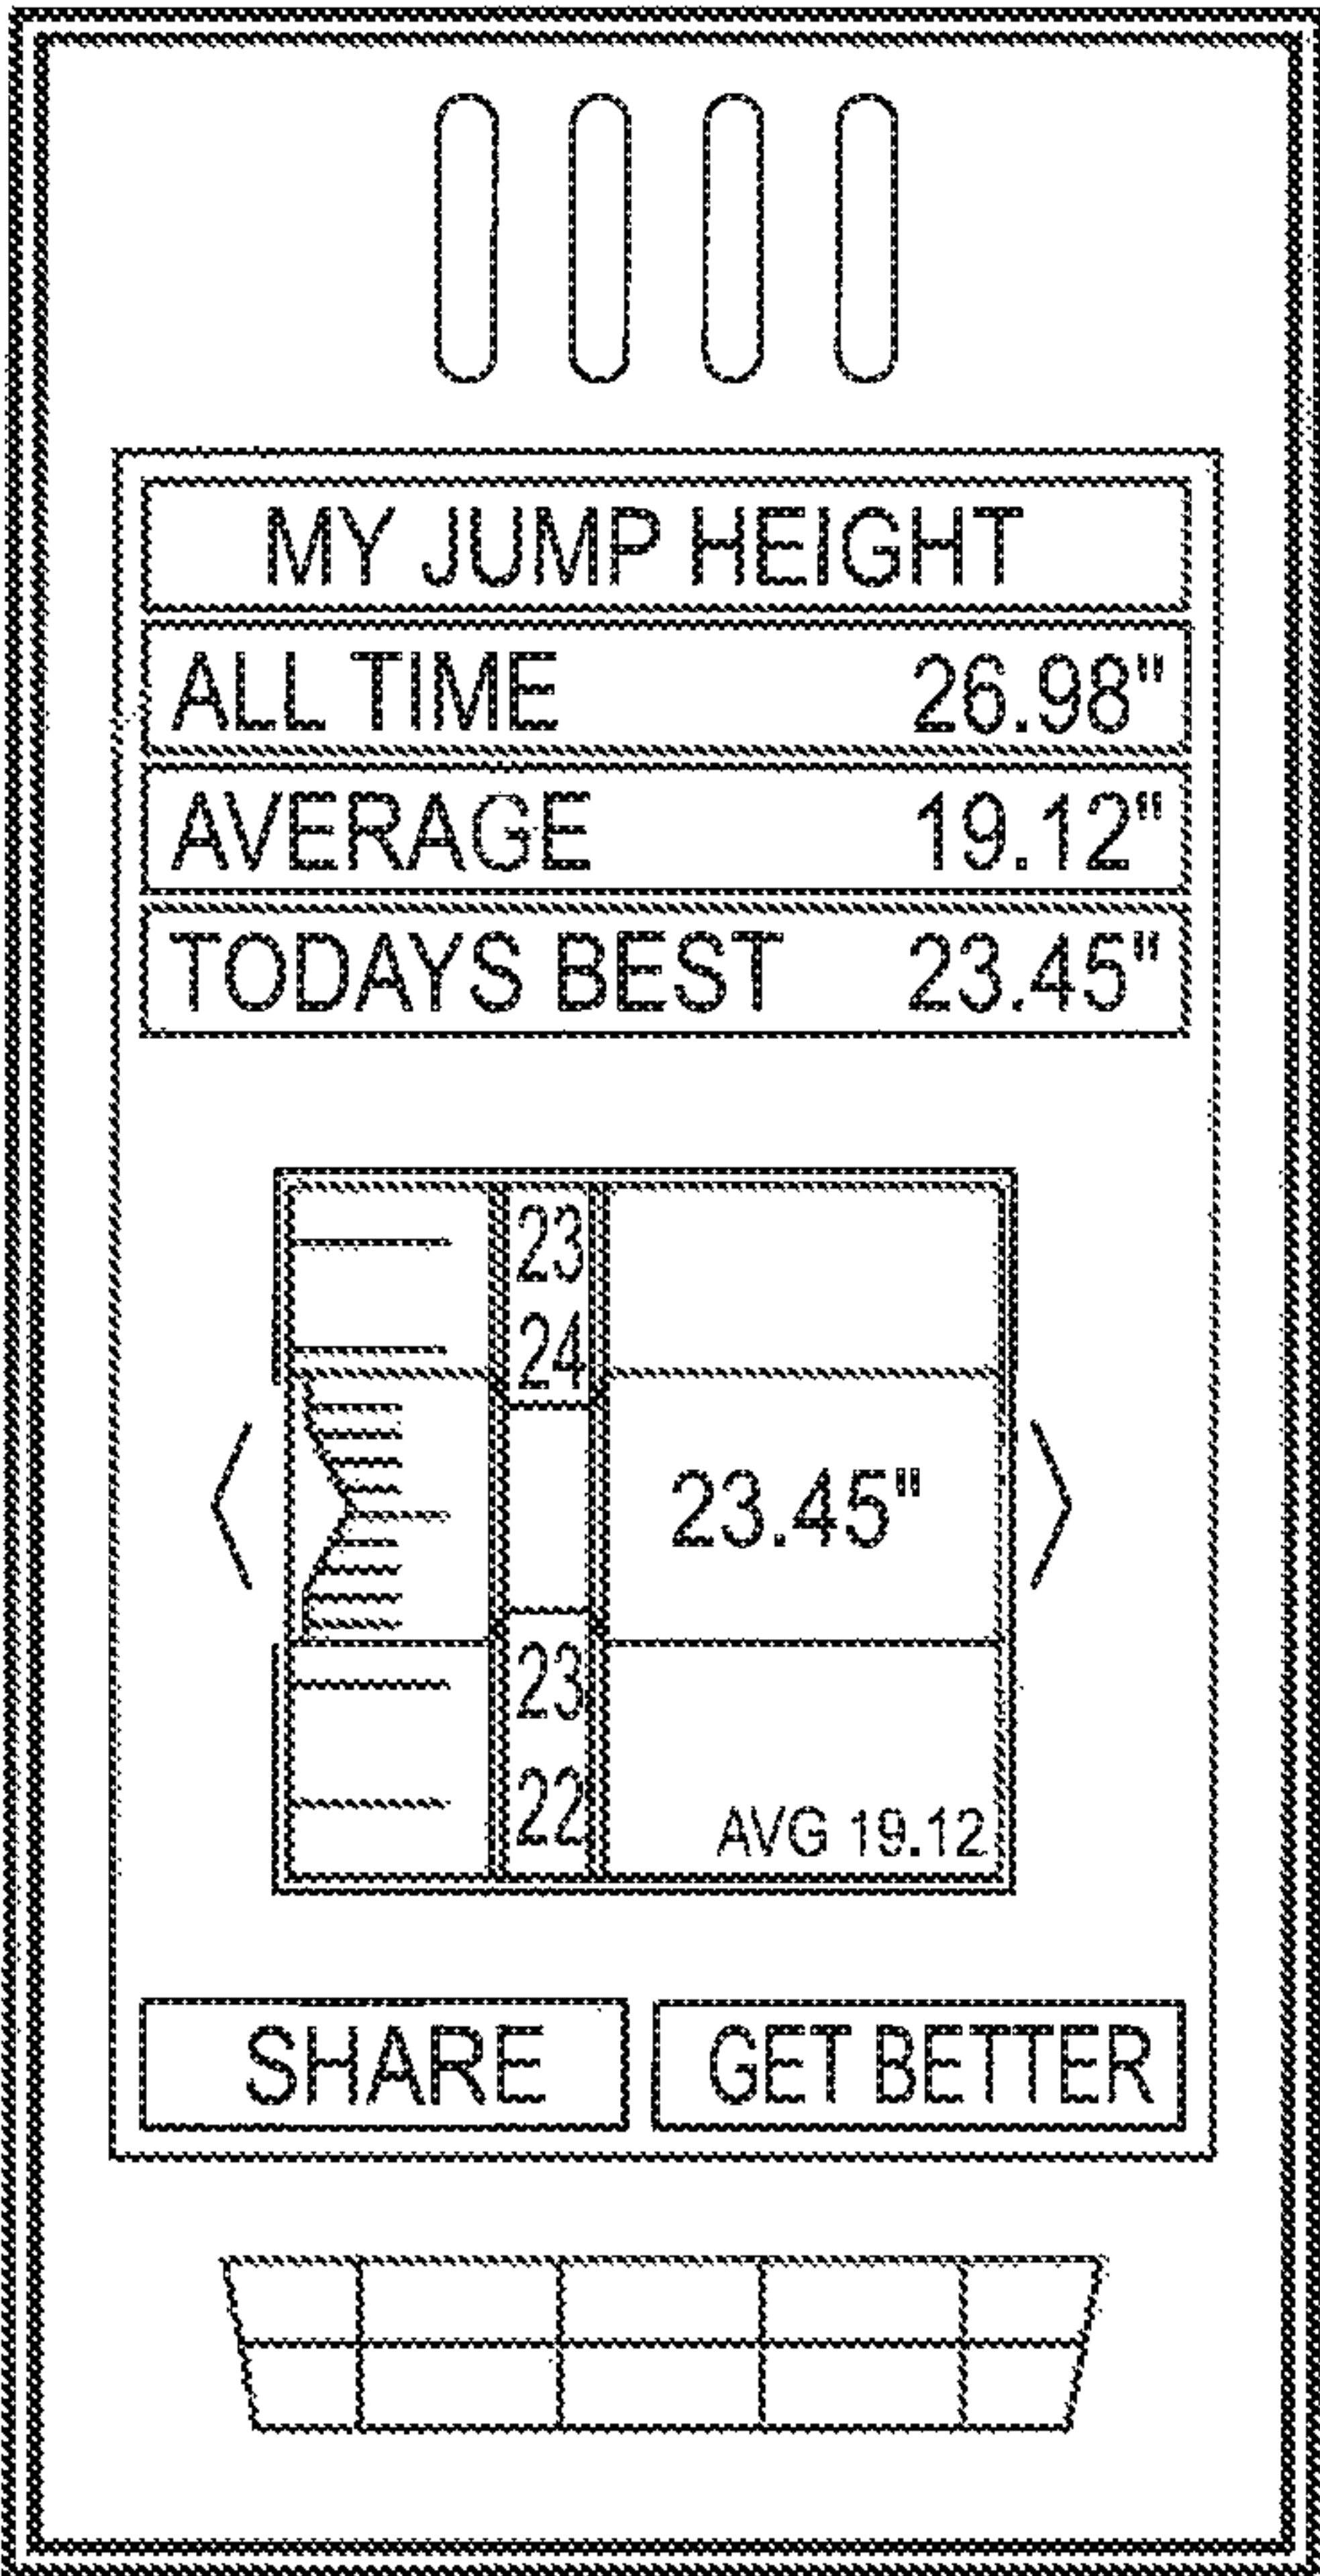 MY JUMP HEIGHT
ALL TIME 26.98"
AVERAGE 19.12"
TODAYS BEST 23.45"
23
24
23.45"
23
22
AVG 19.12
SHARE GET BETTER